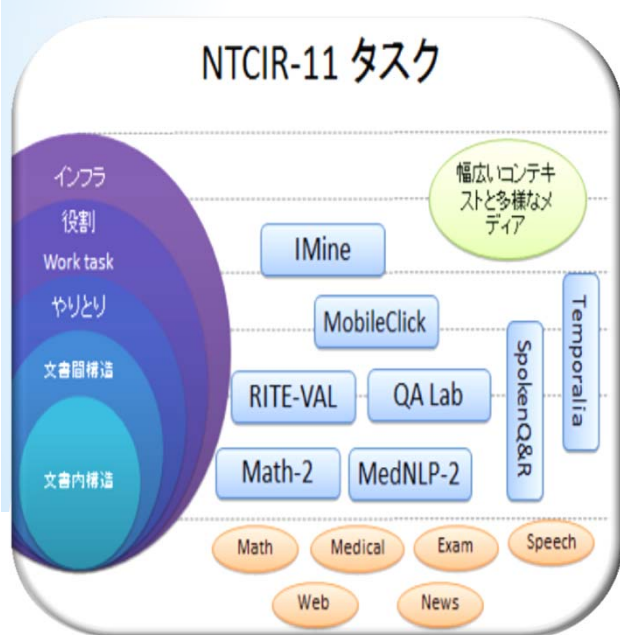 NTCIR-11 タスク
インフラ
役割
Work task
やりとり
文書間構造
文書内構造
幅広いコンテキ
ストと多様なメ
ディア
IMine
MobileClick
RITE-VAL
QA Lab
Math-2
MedNLP-2
SpokenQ&R
Temporalia
Math
Medical
Exam
Speech
Web
News